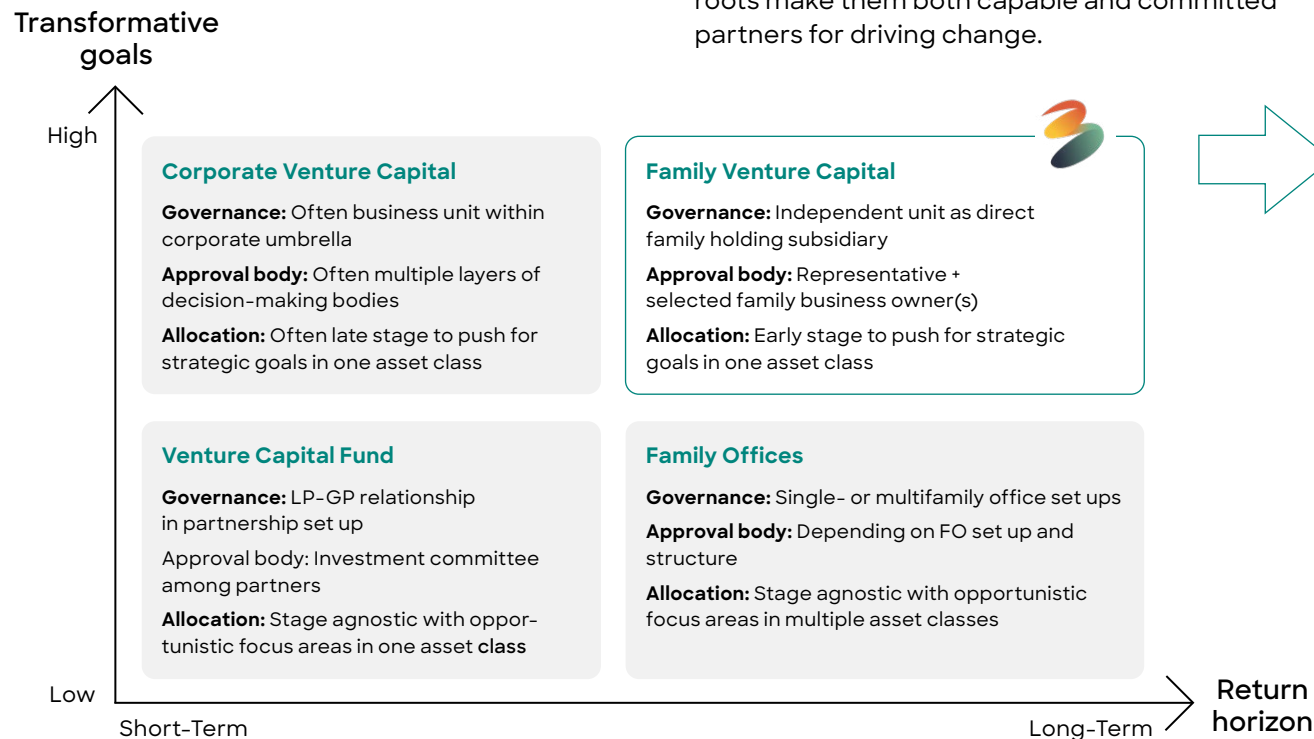 roots make them both capable and committed
partners for driving change.
Transformative
goals
High
Corporate Venture Capital
Governance: Often business unit within
corporate umbrella
Approval body: Often multiple layers of
decision-making bodies
Allocation: Often late stage to push for
strategic goals in one asset class
Family Venture Capital
Governance: Independent unit as direct
family holding subsidiary
Approval body: Representative +
selected family business owner(s)
Allocation: Early stage to push for strategic
goals in one asset class
Venture Capital Fund
Governance: LP-GP relationship
in partnership set up
Approval body: Investment committee
among partners
Allocation: Stage agnostic with oppor-
tunistic focus areas in one asset class
Family Offices
Governance: Single- or multifamily office set ups
Approval body: Depending on FO set up and
structure
Allocation: Stage agnostic with opportunistic
focus areas in multiple asset classes
Low
Short-Term
Long-Term
Return
horizon